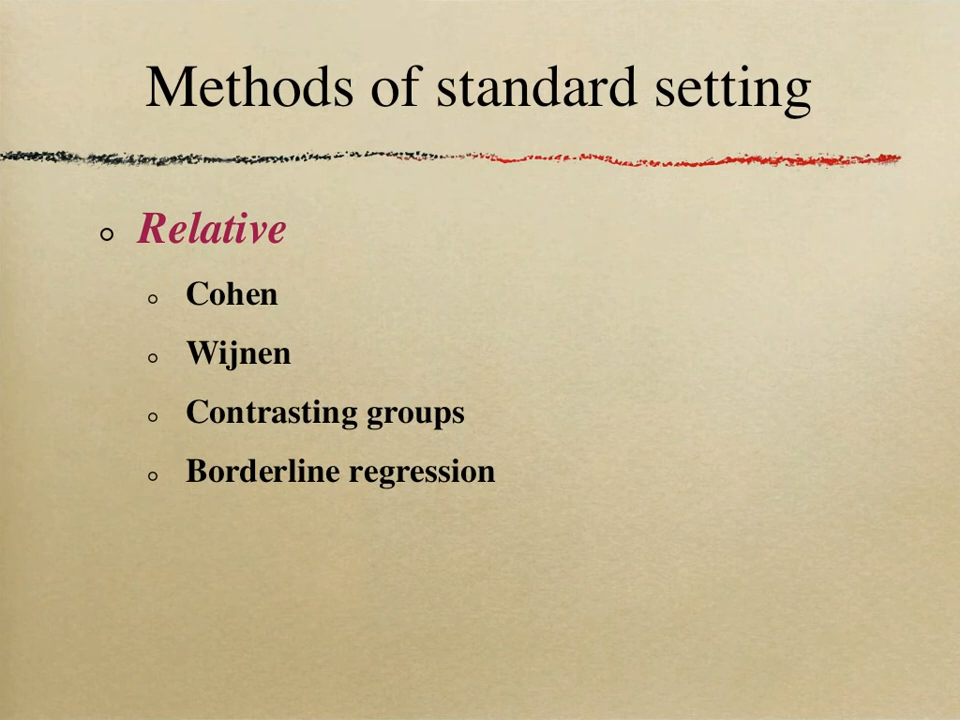 Methods of standard setting
Relative
Cohen
Wijnen
Contrasting groups
Borderline regression